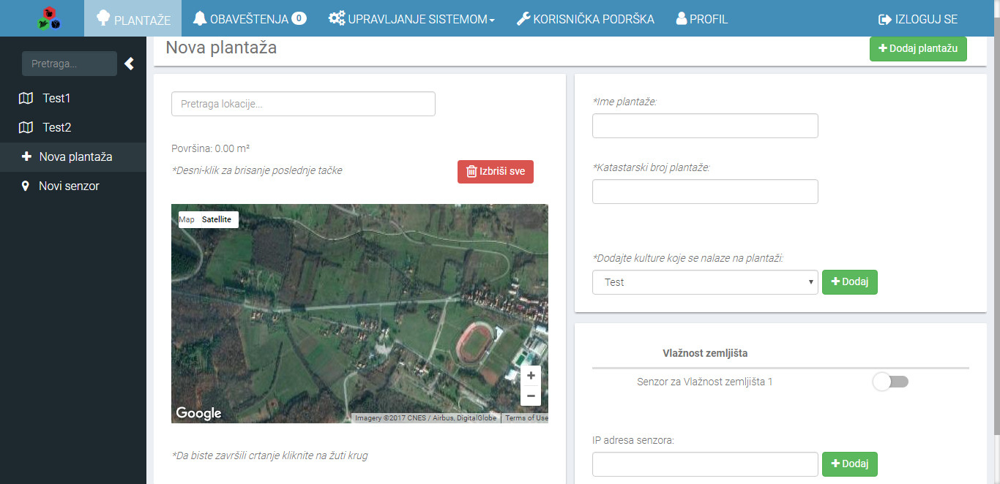 PLANTAŽE
OBAVEŠTENJA 0
UPRAVLJANJE SISTEMOM
KORISNIČKA PODRŠKA
PROFIL
IZLOGUJ SE
Pretraga...
Test1
Test2
Nova plantaža
Novi senzor
Nova plantaža
Dodaj plantažu
Pretraga lokacije...
Površina: 0.00 m²
*Desni-klik za brisanje poslednje tačke
Izbriši sve
Map Satellite
Google
Imagery ©2017 CNES / Airbus, DigitalGlobe
Terms of Use
*Da biste završili crtanje kliknite na žuti krug
*Ime plantaže:
*Katastarski broj plantaže:
*Dodajte kulture koje se nalaze na plantaži:
Test
Dodaj
Vlažnost zemljišta
Senzor za Vlažnost zemljišta 1
IP adresa senzora:
Dodaj